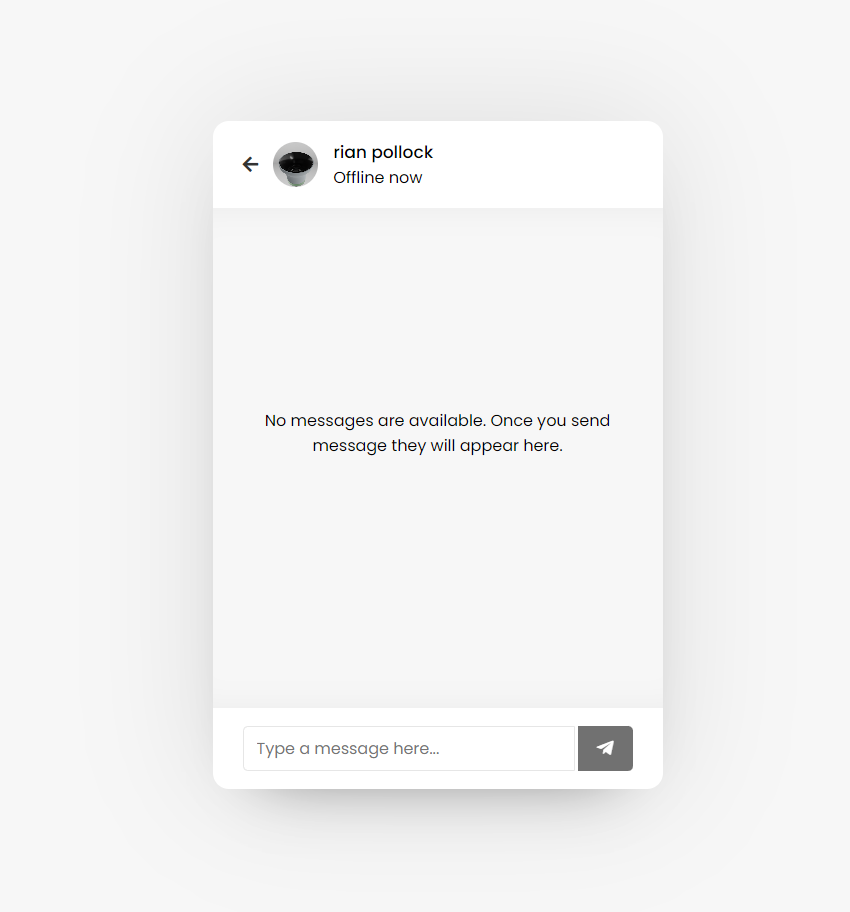 rian pollock
Offline now
No messages are available. Once you send
message they will appear here.
Type a message here...